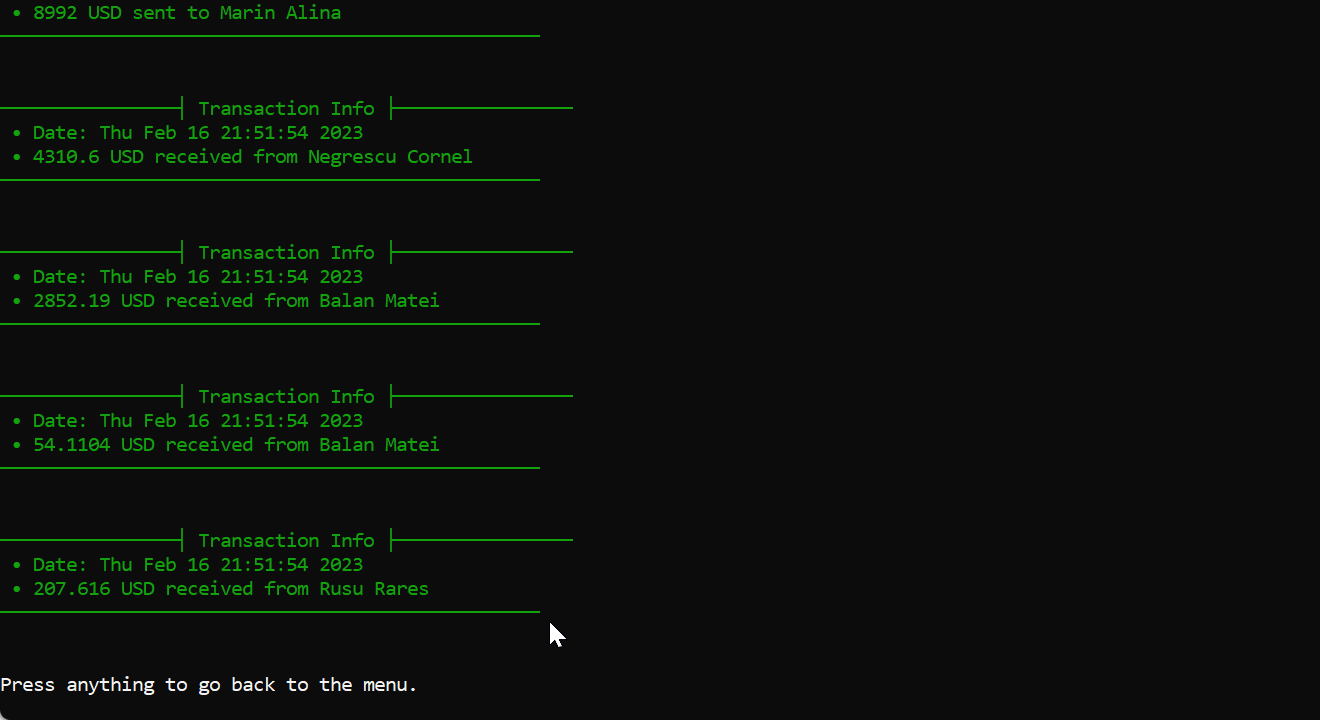 • 8992 USD sent to Marin Alina
Transaction Info
• Date: Thu Feb 16 21:51:54 2023
• 4310.6 USD received from Negrescu Cornel
Transaction Info
• Date: Thu Feb 16 21:51:54 2023
• 2852.19 USD received from Balan Matei
Transaction Info
• Date: Thu Feb 16 21:51:54 2023
• 54.1104 USD received from Balan Matei
Transaction Info
• Date: Thu Feb 16 21:51:54 2023
• 207.616 USD received from Rusu Rares
Press anything to go back to the menu.